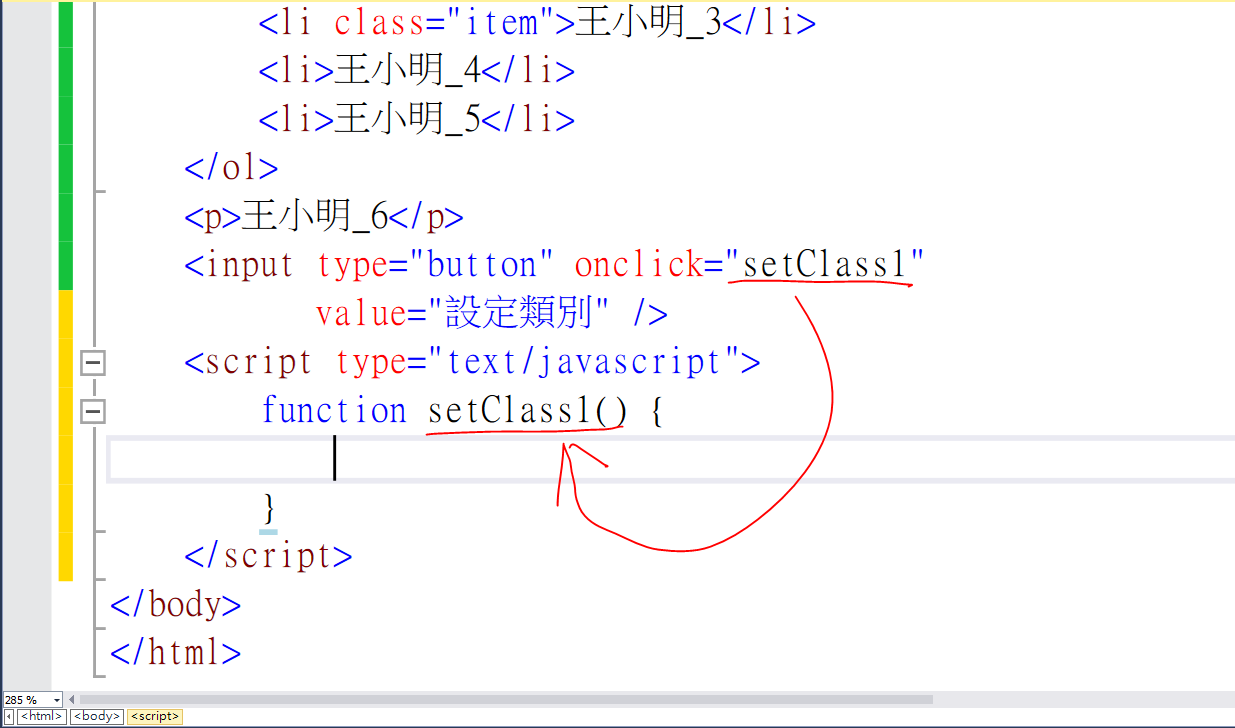 <li class="item">王小明_3</li>
<li>王小明_4</li>
<li>王小明_5</li>
</ol>
<p>王小明_6</p>
<input type="button" onclick="setClass1"
value="設定類別" />
<script type="text/javascript">
function setClass1() {
}
</script>
</body>
</html>
285 %
<html> <body> <script>